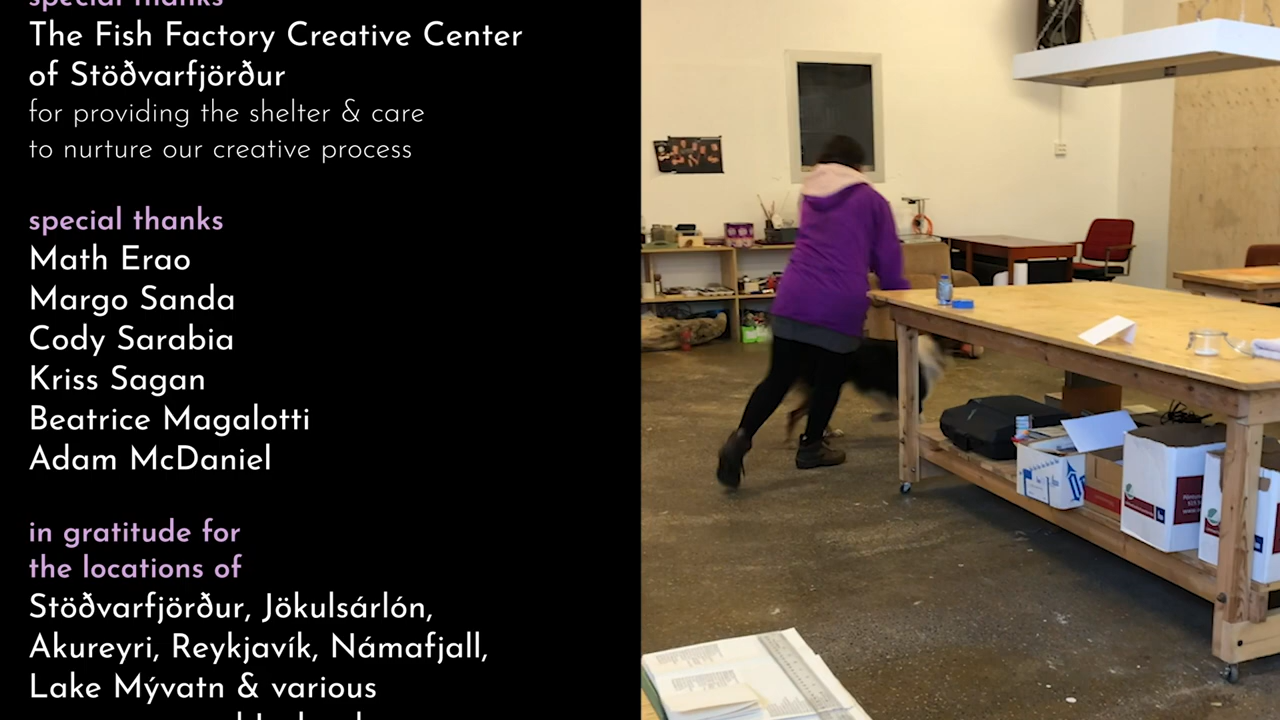 special thanks
The Fish Factory Creative Center
of Stöðvarfjörður
for providing the shelter & care
to nurture our creative process
special thanks
Math Erao
Margo Sanda
Cody Sarabia
Kriss Sagan
Beatrice Magalotti
Adam McDaniel
in gratitude for
the locations of
Stöðvarfjörður, Jökulsárlón,
Akureyri, Reykjavík, Námafjall,
Lake Mývatn & various